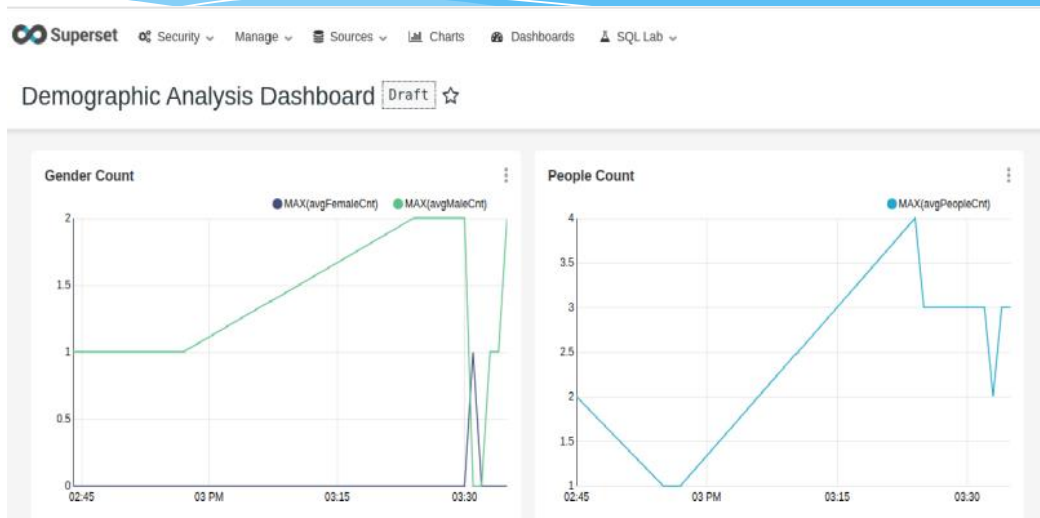 Superset Security Manage Sources Charts Dashboards SQL Lab
Demographic Analysis Dashboard Draft
Gender Count
MAX(avgFemaleCnt) MAX(avgMaleCnt)
2
1.5
1
0.5
0
02:45 03 PM 03:15 03:30
People Count
MAX(avgPeopleCnt)
4
3.5
3
2.5
2
1.5
1
02:45 03 PM 03:15 03:30